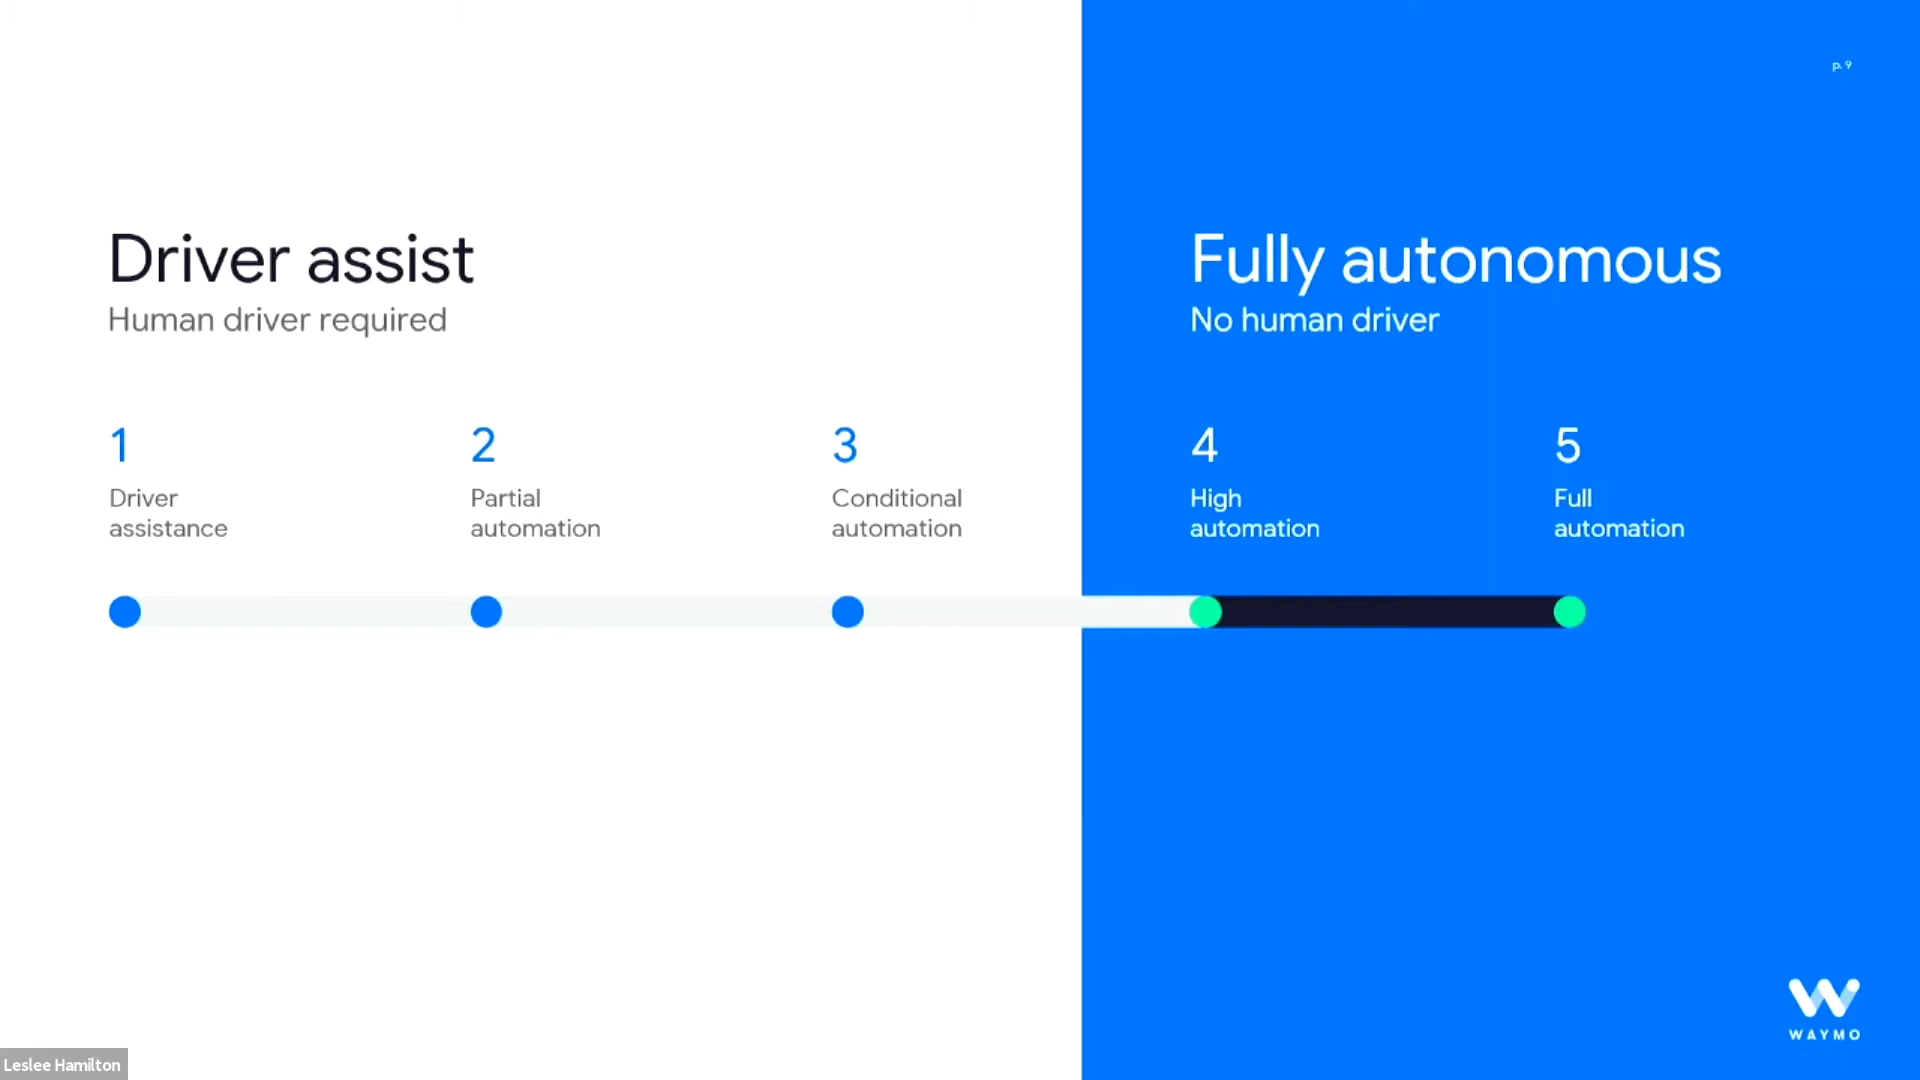 p. 9
Driver assist
Human driver required
1
Driver
assistance
2
Partial
automation
3
Conditional
automation
Fully autonomous
No human driver
4
High
automation
5
Full
automation
WAYMO
Leslee Hamilton